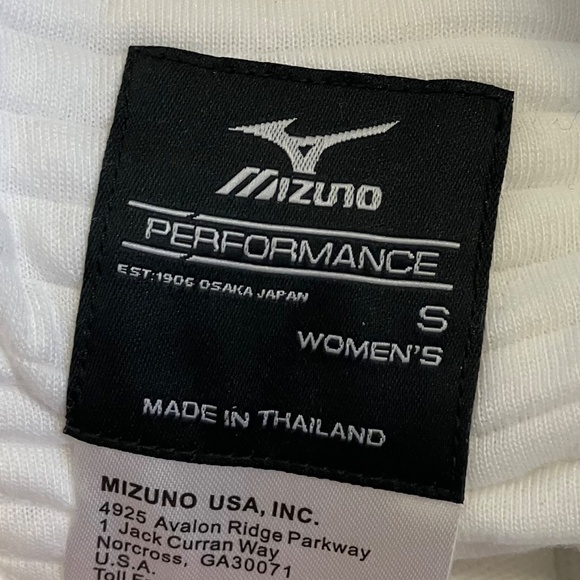 MIZUNO
PERFORMANCE
EST:1906 OSAKA JAPAN
S
WOMEN'S
MADE IN THAILAND
MIZUNO USA, INC.
4925 Avalon Ridge Parkway
1 Jack Curran Way
Norcross, GA30071
U.S.A.
Toll